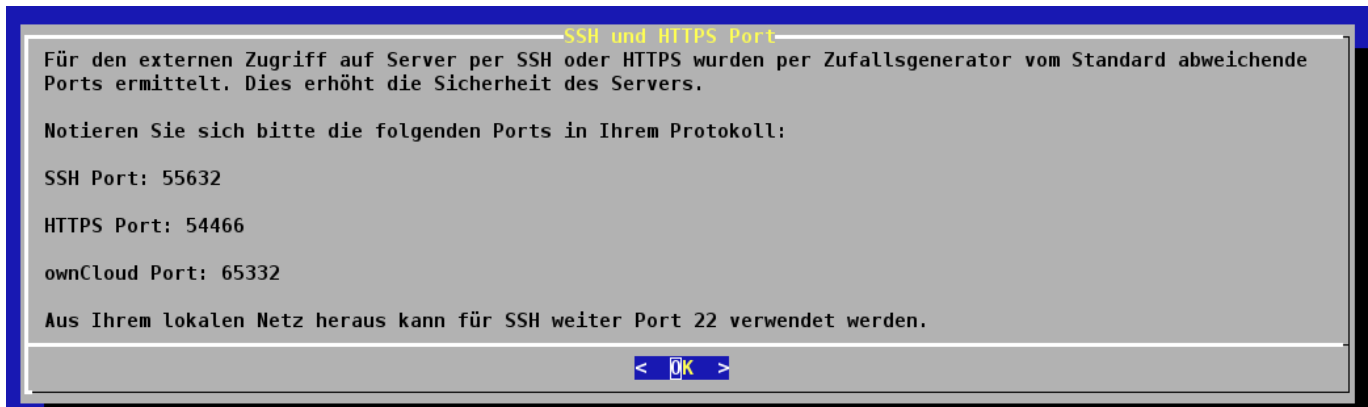 SSH und HTTPS Port
Für den externen Zugriff auf Server per SSH oder HTTPS wurden per Zufallsgenerator vom Standard abweichende
Ports ermittelt. Dies erhöht die Sicherheit des Servers.
Notieren Sie sich bitte die folgenden Ports in Ihrem Protokoll:
SSH Port: 55632
HTTPS Port: 54466
ownCloud Port: 65332
Aus Ihrem lokalen Netz heraus kann für SSH weiter Port 22 verwendet werden.
< OK >